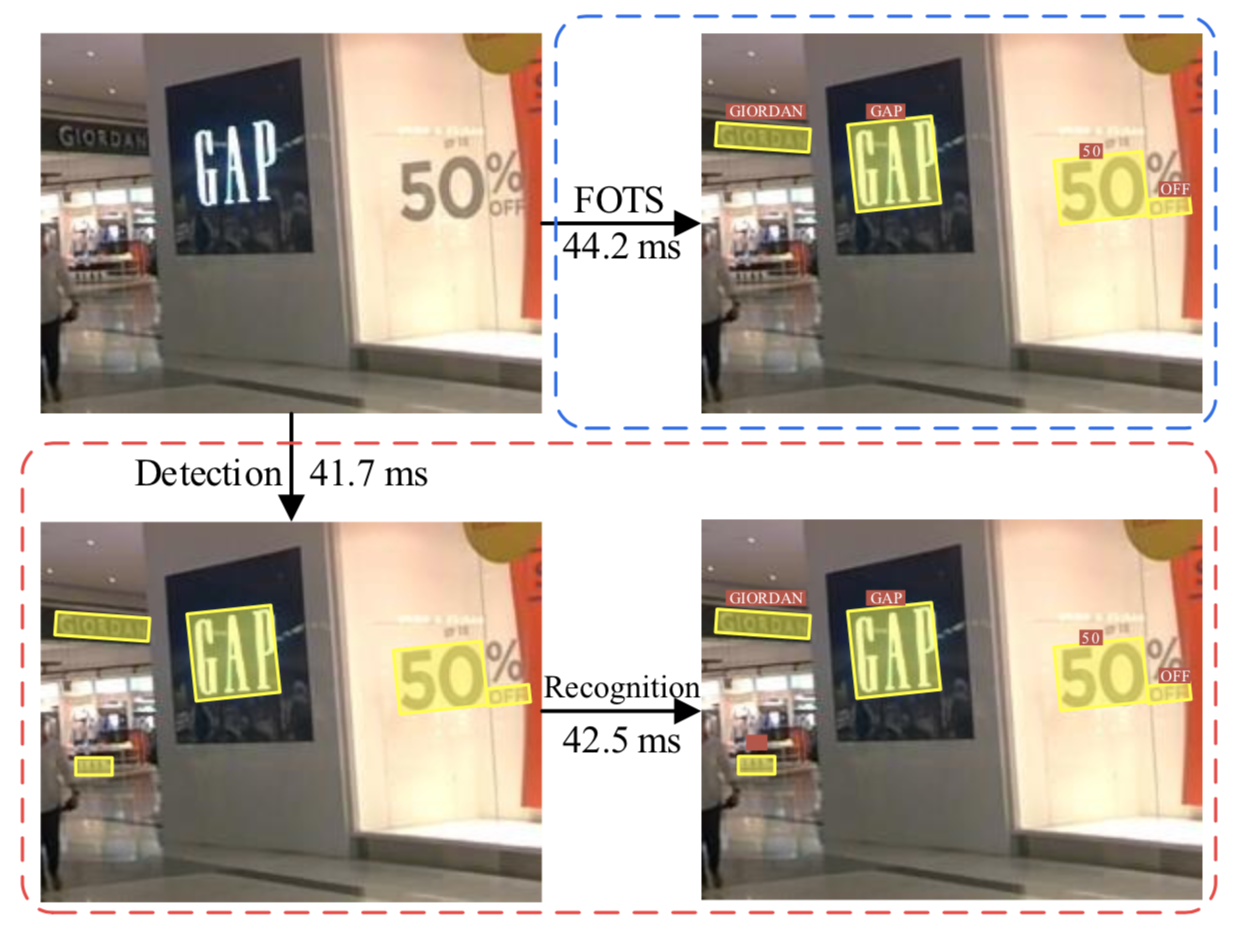 GIORDAN
GAP
50%
OFF
FOTS
44.2 ms
GIORDAN
GAP
GIORDAN
GAP
50
50%
OFF
OFF
Detection
41.7 ms
GIORDAN
GAP
50%
OFF
Recognition
42.5 ms
GIORDAN
GAP
GIORDAN
GAP
50
50%
OFF
OFF